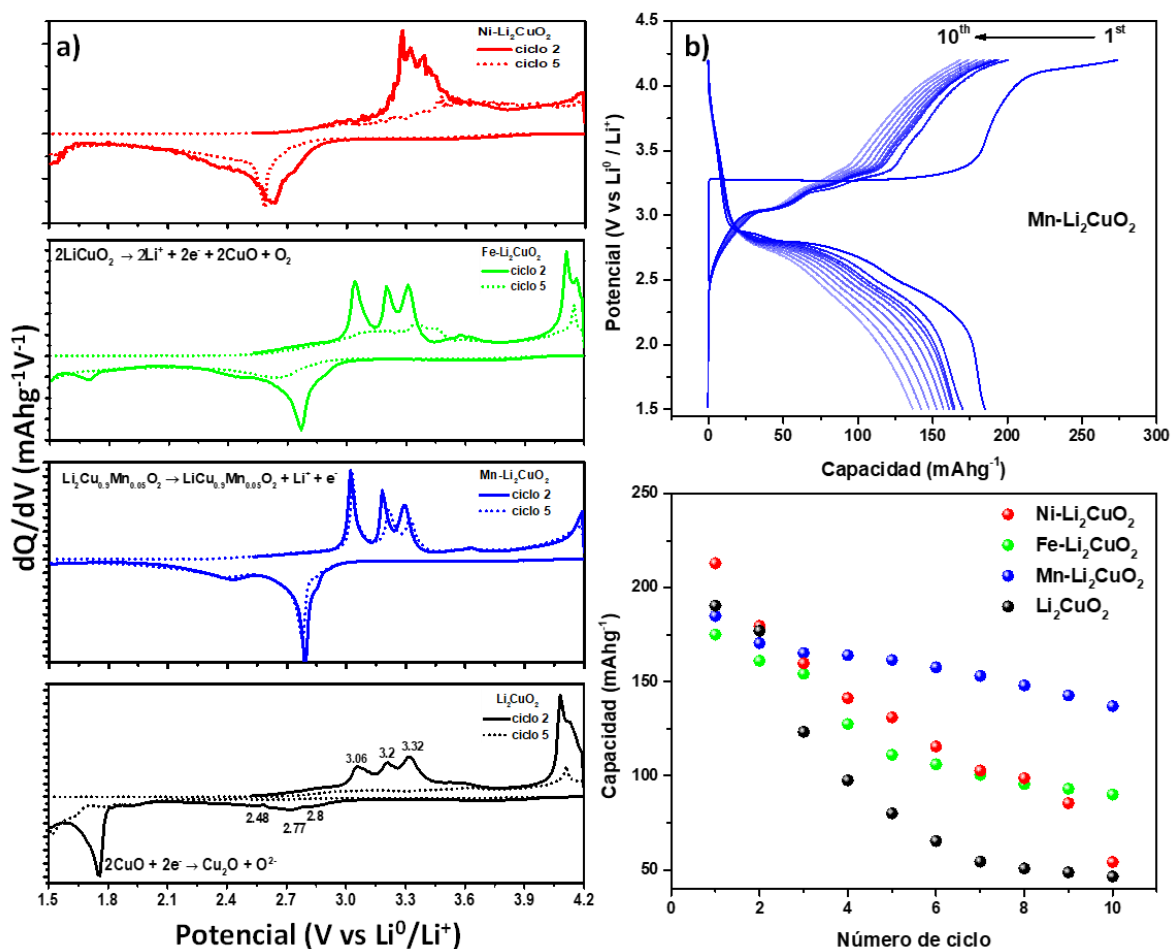 a)
Ni-Li₂CuO₂
ciclo 2
ciclo 5
2LiCuO₂ → 2Li⁺ + 2e⁻ + 2CuO + O₂
Fe-Li₂CuO₂
ciclo 2
ciclo 5
Li₂Cu₀.₉Mn₀.₀₅O₂ → LiCu₀.₉Mn₀.₀₅O₂ + Li⁺ + e⁻
Mn-Li₂CuO₂
ciclo 2
ciclo 5
Li₂CuO₂
ciclo 2
ciclo 5
3.06
3.2
3.32
2.48
2.77
2.8
2CuO + 2e⁻ → Cu₂O + O²⁻
dQ/dV (mAhg⁻¹V⁻¹)
1.5 1.8 2.1 2.4 2.7 3.0 3.3 3.6 3.9 4.2
Potencial (V vs Li⁰/Li⁺)
b)
10ᵗʰ
1ˢᵗ
Mn-Li₂CuO₂
Potencial (V vs Li⁰ / Li⁺)
4.0
3.5
3.0
2.5
2.0
1.5
0 50 100 150 200 250 300
Capacidad (mAhg⁻¹)
Ni-Li₂CuO₂
Fe-Li₂CuO₂
Mn-Li₂CuO₂
Li₂CuO₂
Capacidad (mAhg⁻¹)
250
200
150
100
50
0 2 4 6 8 10
Número de ciclo